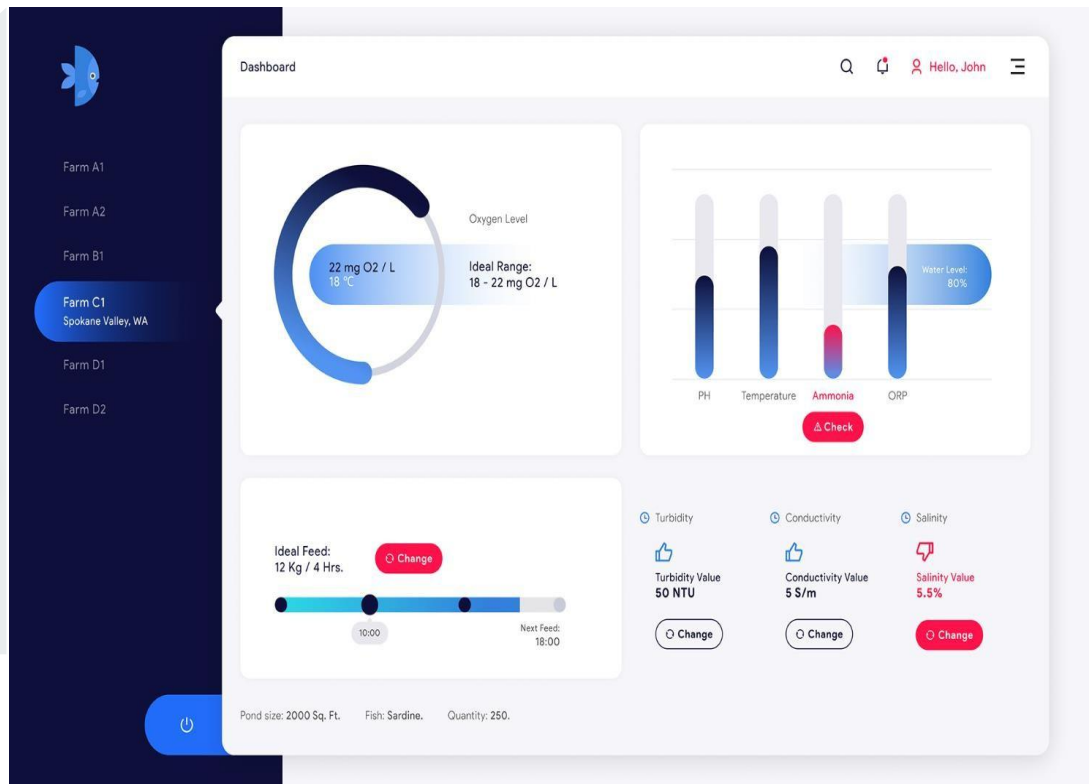 Dashboard
Hello, John
Farm A1
Farm A2
Farm B1
Farm C1
Spokane Valley, WA
Farm D1
Farm D2
Oxygen Level
22 mg O2 / L
18 °C
Ideal Range:
18 - 22 mg O2 / L
Water Level:
80%
PH
Temperature
Ammonia
ORP
Check
Ideal Feed:
12 Kg / 4 Hrs.
Change
10:00
Next Feed:
18:00
Turbidity
Turbidity Value
50 NTU
Change
Conductivity
Conductivity Value
5 S/m
Change
Salinity
Salinity Value
5.5%
Change
Pond size: 2000 Sq. Ft.
Fish: Sardine.
Quantity: 250.